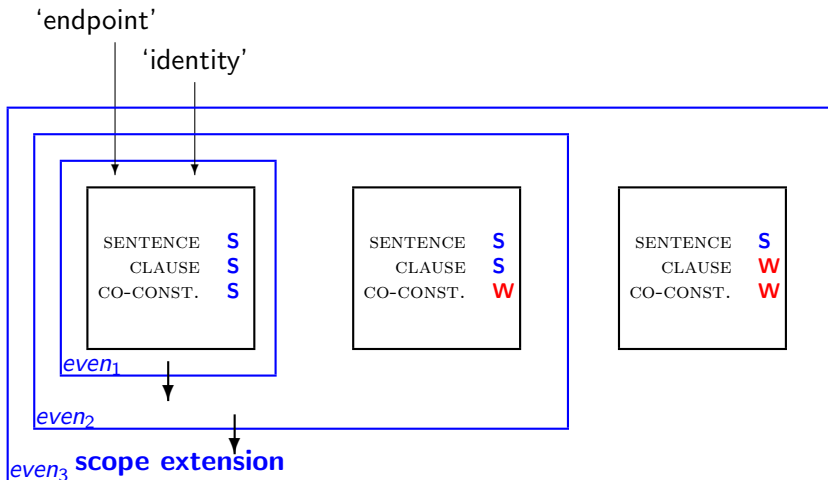 ‘endpoint’
‘identity’
SENTENCE S
CLAUSE S
CO-CONST. S
SENTENCE S
CLAUSE S
CO-CONST. W
SENTENCE S
CLAUSE W
CO-CONST. W
even₁
even₂
even₃ scope extension